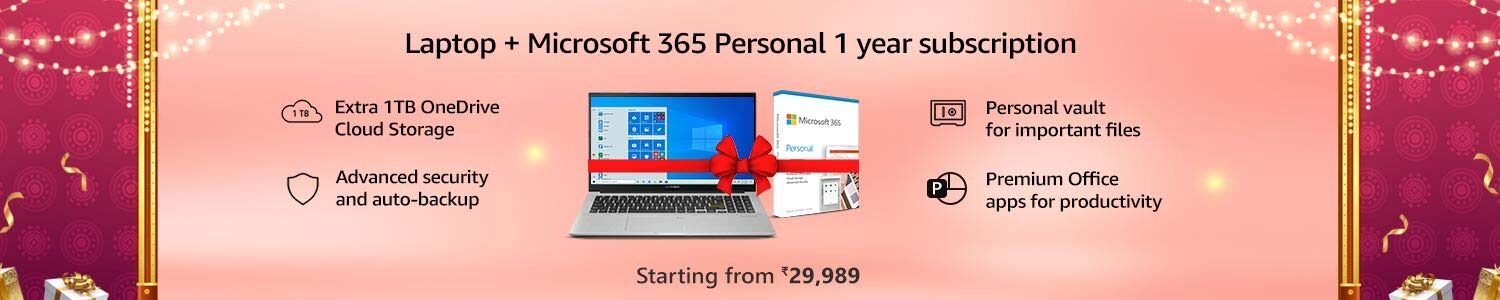 Laptop + Microsoft 365 Personal 1 year subscription
1 TB
Extra 1TB OneDrive
Cloud Storage
Advanced security
and auto-backup
Microsoft 365
Personal
Personal vault
for important files
P
Premium Office
apps for productivity
Starting from ₹29,989